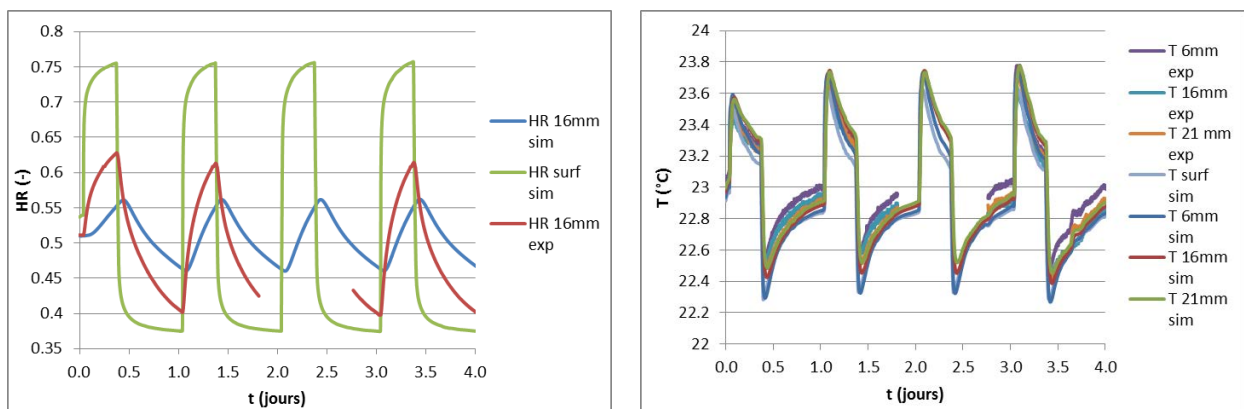 0.8
0.75
0.7
0.65
0.6
0.55
0.5
0.45
0.4
0.35
HR (-)
0.0 0.5 1.0 1.5 2.0 2.5 3.0 3.5 4.0
t (jours)
HR 16mm
sim
HR surf
sim
HR 16mm
exp
24
23.8
23.6
23.4
23.2
23
22.8
22.6
22.4
22.2
22
T (°C)
0.0 0.5 1.0 1.5 2.0 2.5 3.0 3.5 4.0
t (jours)
T 6mm
exp
T 16mm
exp
T 21 mm
exp
T surf
sim
T 6mm
sim
T 16mm
sim
T 21mm
sim